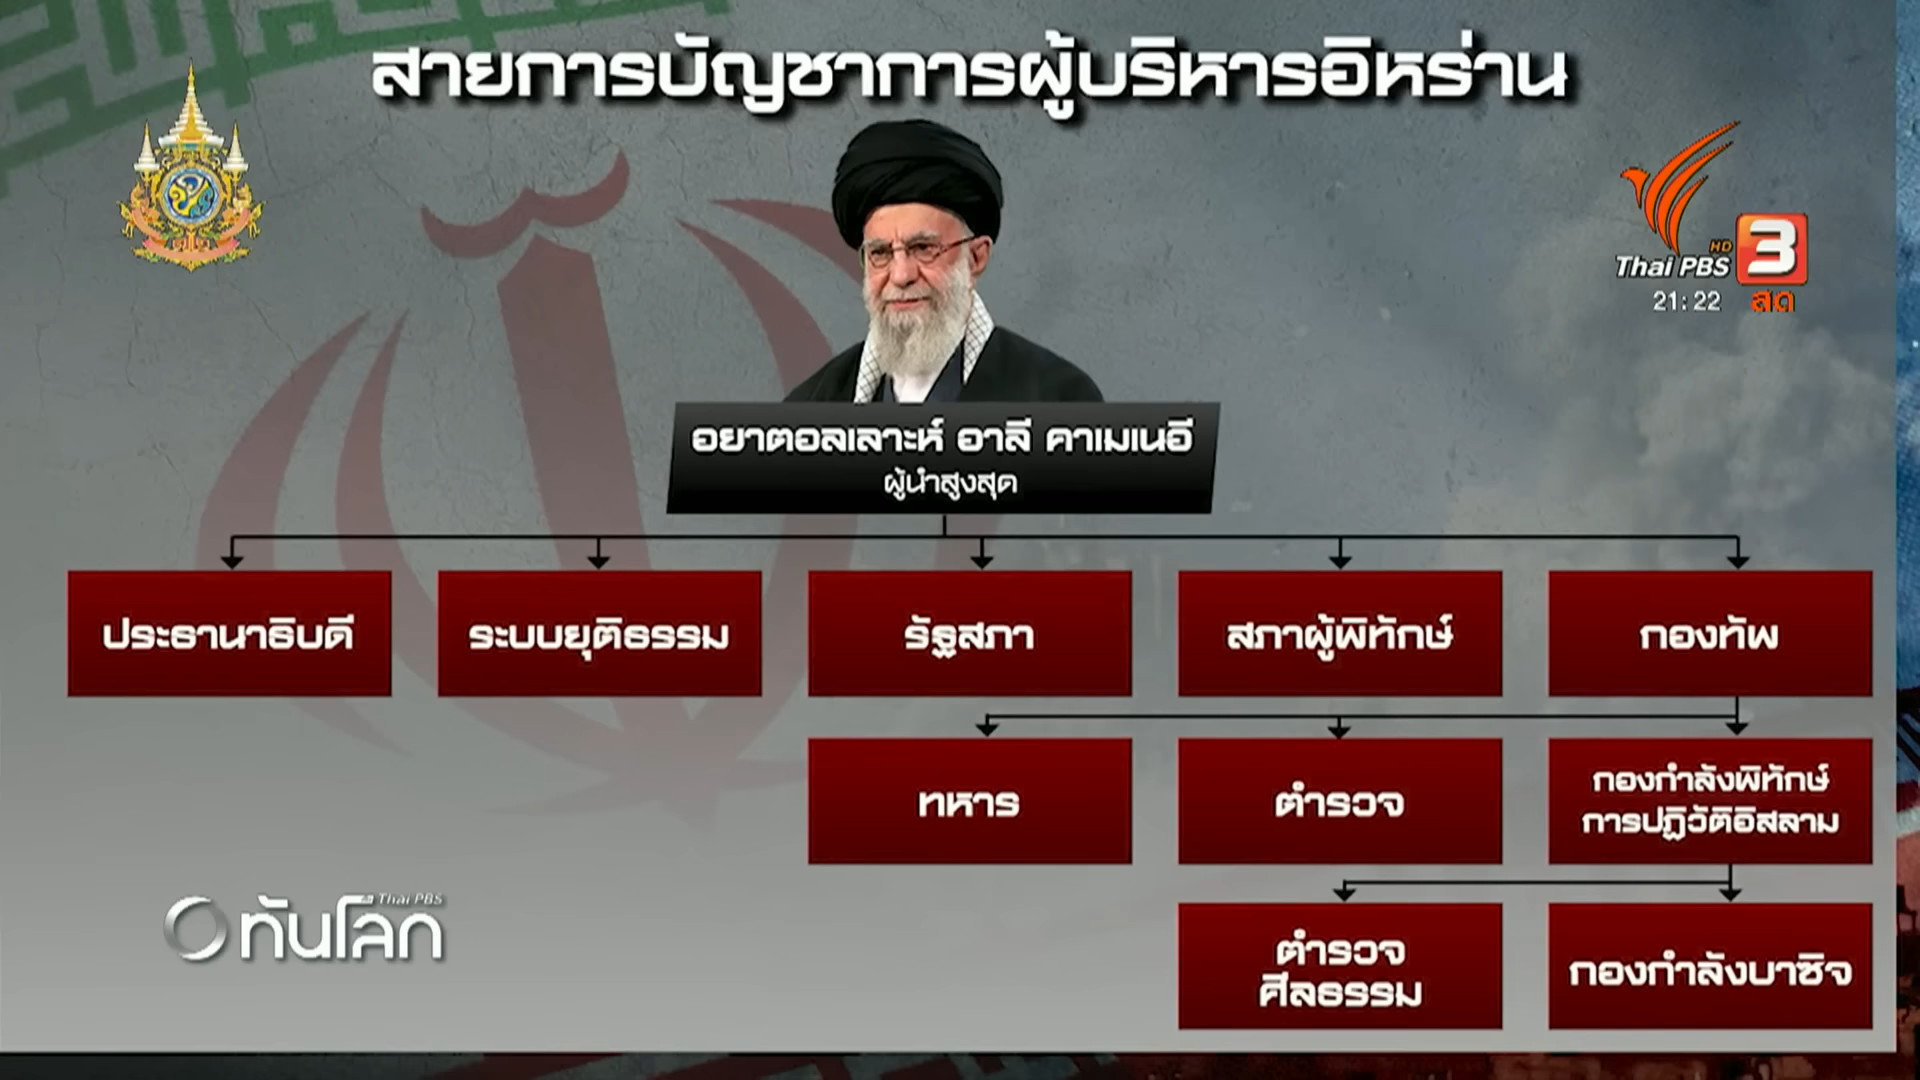 สายการบัญชาการผู้บริหารอิหร่าน
HD
Thai PBS 3
21:22 สด
อยาตอลเลาะห์ อาลี คาเมเนอี
ผู้นำสูงสุด
ประธานาธิบดี
ระบบยุติธรรม
รัฐสภา
สภาผู้พิทักษ์
กองทัพ
ทหาร
ตำรวจ
กองกำลังพิทักษ์
การปฏิวัติอิสลาม
ตำรวจ
ศีลธรรม
กองกำลังบาซิจ
Thai PBS
ทันโลก